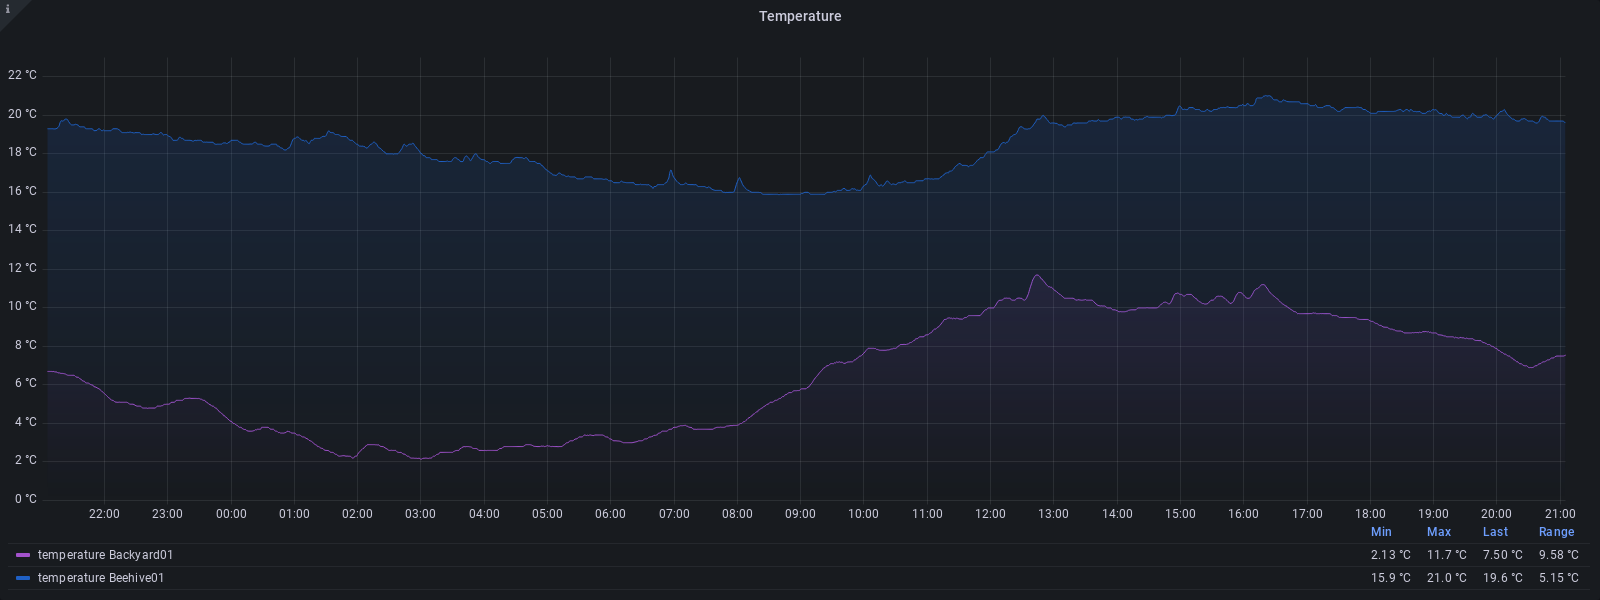 i
Temperature
22 °C
20 °C
18 °C
16 °C
14 °C
12 °C
10 °C
8 °C
6 °C
4 °C
2 °C
0 °C
22:00 23:00 00:00 01:00 02:00 03:00 04:00 05:00 06:00 07:00 08:00 09:00 10:00 11:00 12:00 13:00 14:00 15:00 16:00 17:00 18:00 19:00 20:00 21:00
Min Max Last Range
temperature Backyard01 2.13 °C 11.7 °C 7.50 °C 9.58 °C
temperature Beehive01 15.9 °C 21.0 °C 19.6 °C 5.15 °C